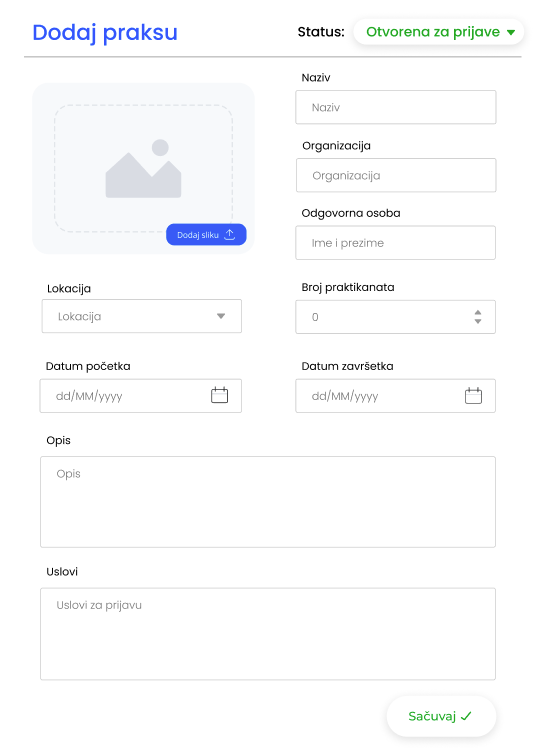 Dodaj praksu
Status: Otvorena za prijave
Dodaj sliku
Naziv
Naziv
Organizacija
Organizacija
Odgovorna osoba
Ime i prezime
Lokacija
Lokacija
Broj praktikanata
0
Datum početka
dd/MM/yyyy
Datum završetka
dd/MM/yyyy
Opis
Opis
Uslovi
Uslovi za prijavu
Sačuvaj